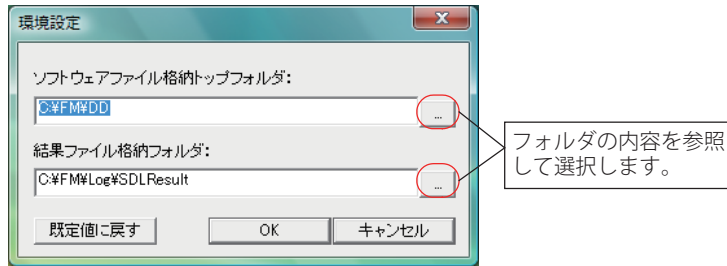 環境設定
ソフトウェアファイル格納トップフォルダ:
C:¥FM¥DD
...
結果ファイル格納フォルダ:
C:¥FM¥Log¥SDLResult
...
既定値に戻す
OK
キャンセル
フォルダの内容を参照
して選択します。